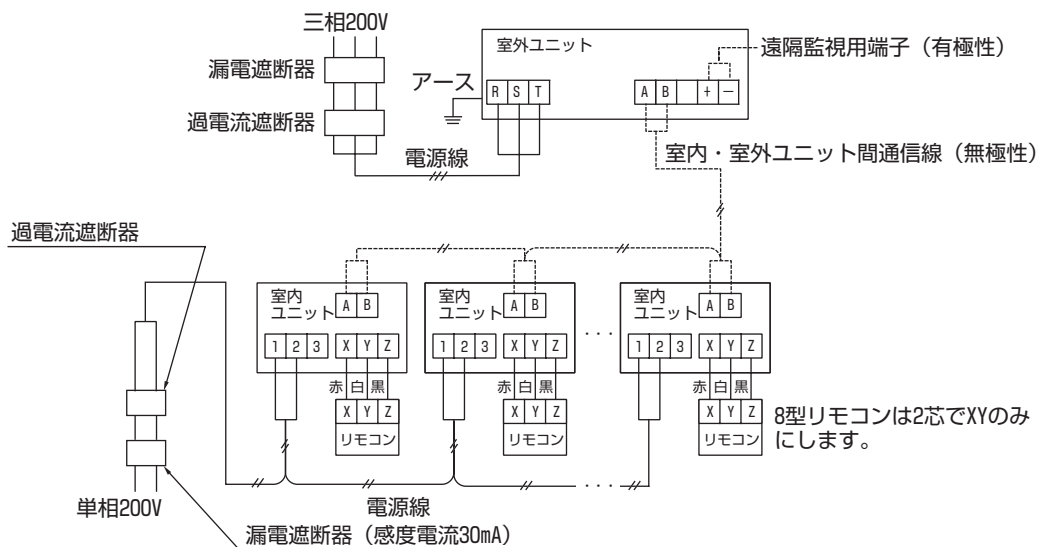 三相200V
漏電遮断器
過電流遮断器
アース
室外ユニット
R S T
A B + −
遠隔監視用端子（有極性）
電源線
室内・室外ユニット間通信線（無極性）
過電流遮断器
室内
ユニット
A B
1 2 3
X Y Z
赤 白 黒
X Y Z
リモコン
室内
ユニット
A B
1 2 3
X Y Z
赤 白 黒
X Y Z
リモコン
・・・
室内
ユニット
A B
1 2 3
X Y Z
赤 白 黒
X Y Z
リモコン
8型リモコンは2芯でXYのみ
にします。
単相200V
電源線
・・・
漏電遮断器（感度電流30mA）